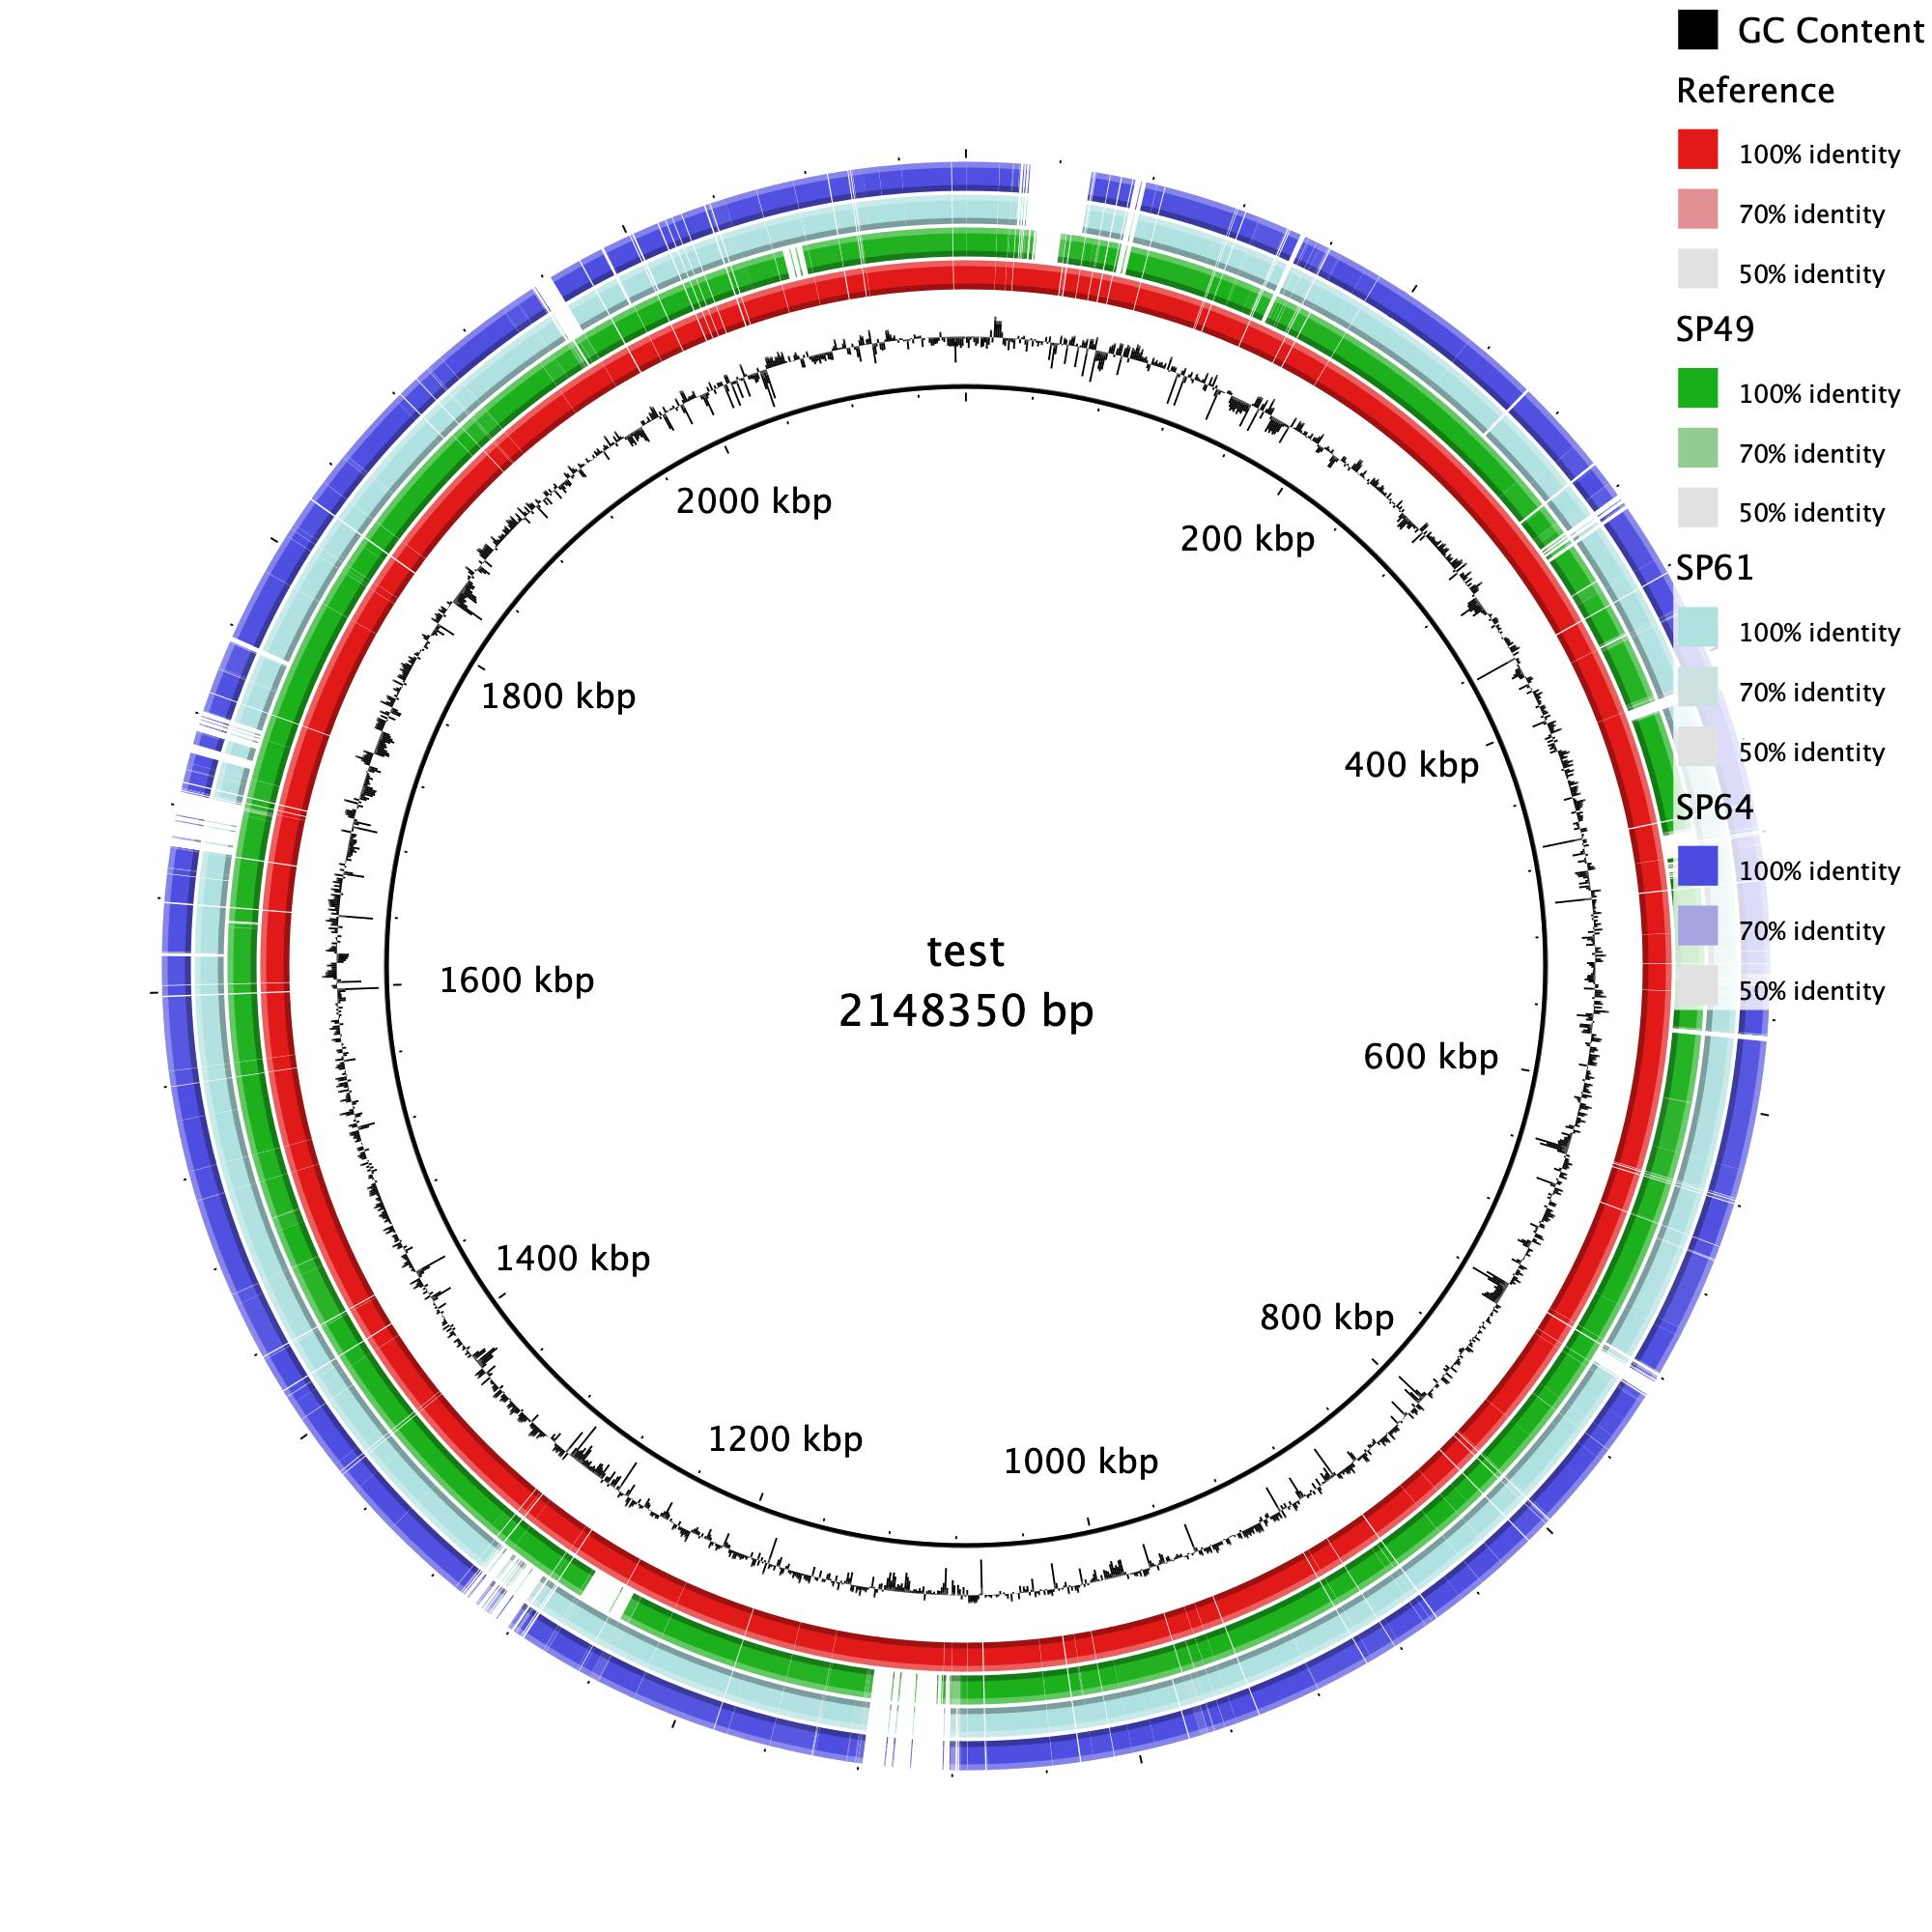 GC Content
Reference
100% identity
70% identity
50% identity
SP49
100% identity
70% identity
50% identity
SP61
100% identity
70% identity
50% identity
SP64
100% identity
70% identity
50% identity
2000 kbp
200 kbp
1800 kbp
400 kbp
test
1600 kbp
2148350 bp
600 kbp
1400 kbp
800 kbp
1200 kbp
1000 kbp